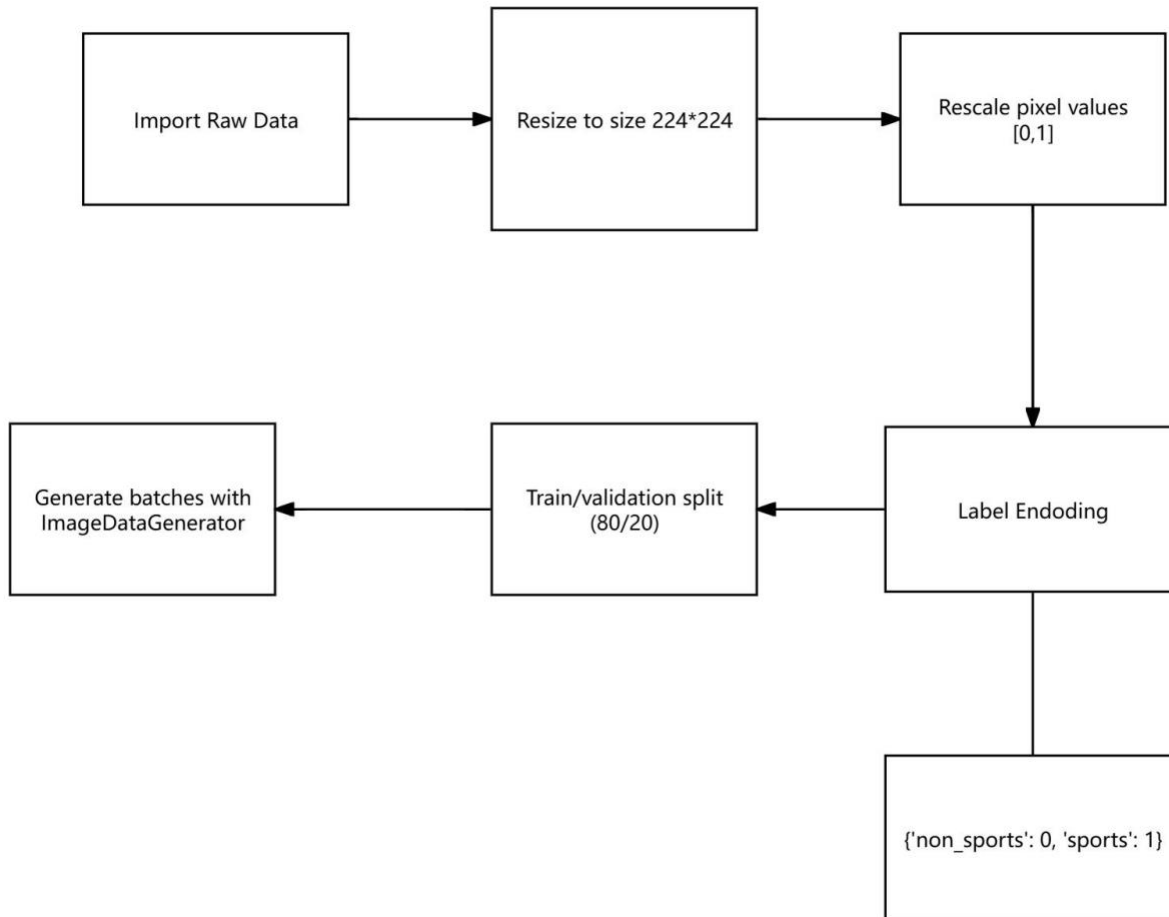 Import Raw Data
Resize to size 224*224
Rescale pixel values
[0,1]
Generate batches with
ImageDataGenerator
Train/validation split
(80/20)
Label Endoding
{'non_sports': 0, 'sports': 1}